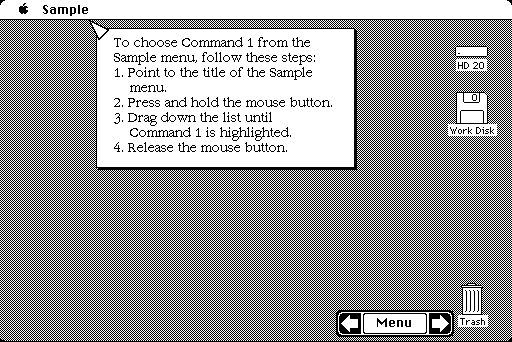 Sample
To choose Command 1 from the
Sample menu, follow these steps:
1. Point to the title of the Sample
menu.
2. Press and hold the mouse button.
3. Drag down the list until
Command 1 is highlighted.
4. Release the mouse button.
HD 20
Work Disk
Menu
Trash